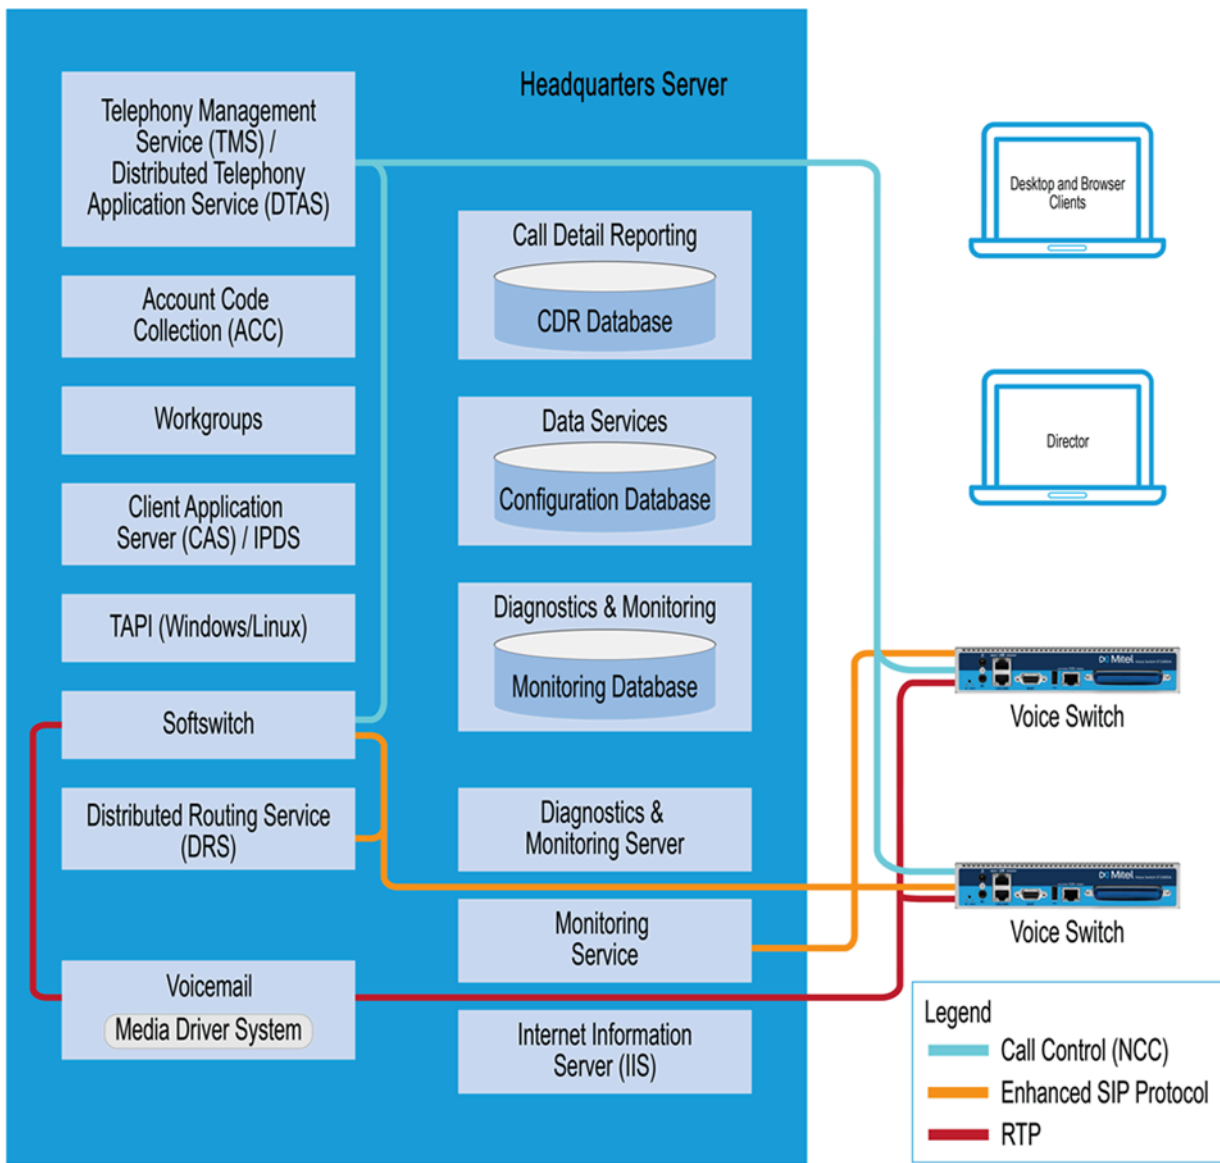 Headquarters Server
Telephony Management
Service (TMS) /
Distributed Telephony
Application Service (DTAS)
Account Code
Collection (ACC)
Workgroups
Client Application
Server (CAS) / IPDS
TAPI (Windows/Linux)
Softswitch
Distributed Routing Service
(DRS)
Voicemail
Media Driver System
Call Detail Reporting
CDR Database
Data Services
Configuration Database
Diagnostics & Monitoring
Monitoring Database
Diagnostics &
Monitoring Server
Monitoring
Service
Internet Information
Server (IIS)
Desktop and Browser
Clients
Director
Mitel
Voice Switch
Mitel
Voice Switch
Legend
Call Control (NCC)
Enhanced SIP Protocol
RTP